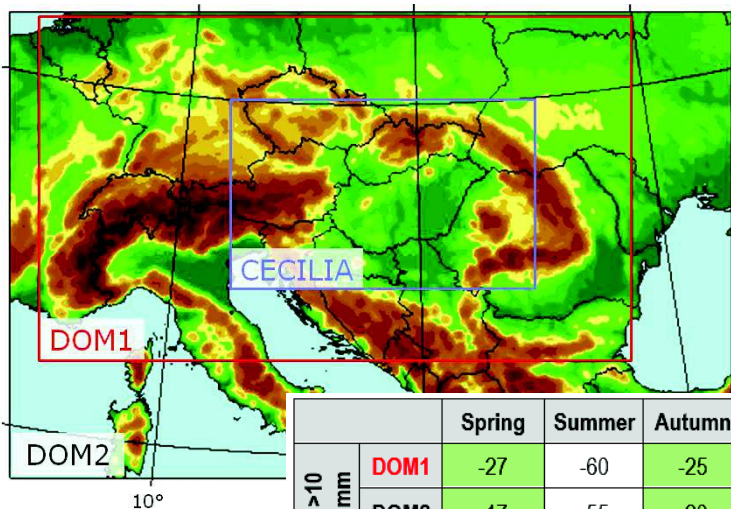 CECILIA
DOM1
DOM2
10°
Spring Summer Autumn
>10 mm
DOM1 -27 -60 -25